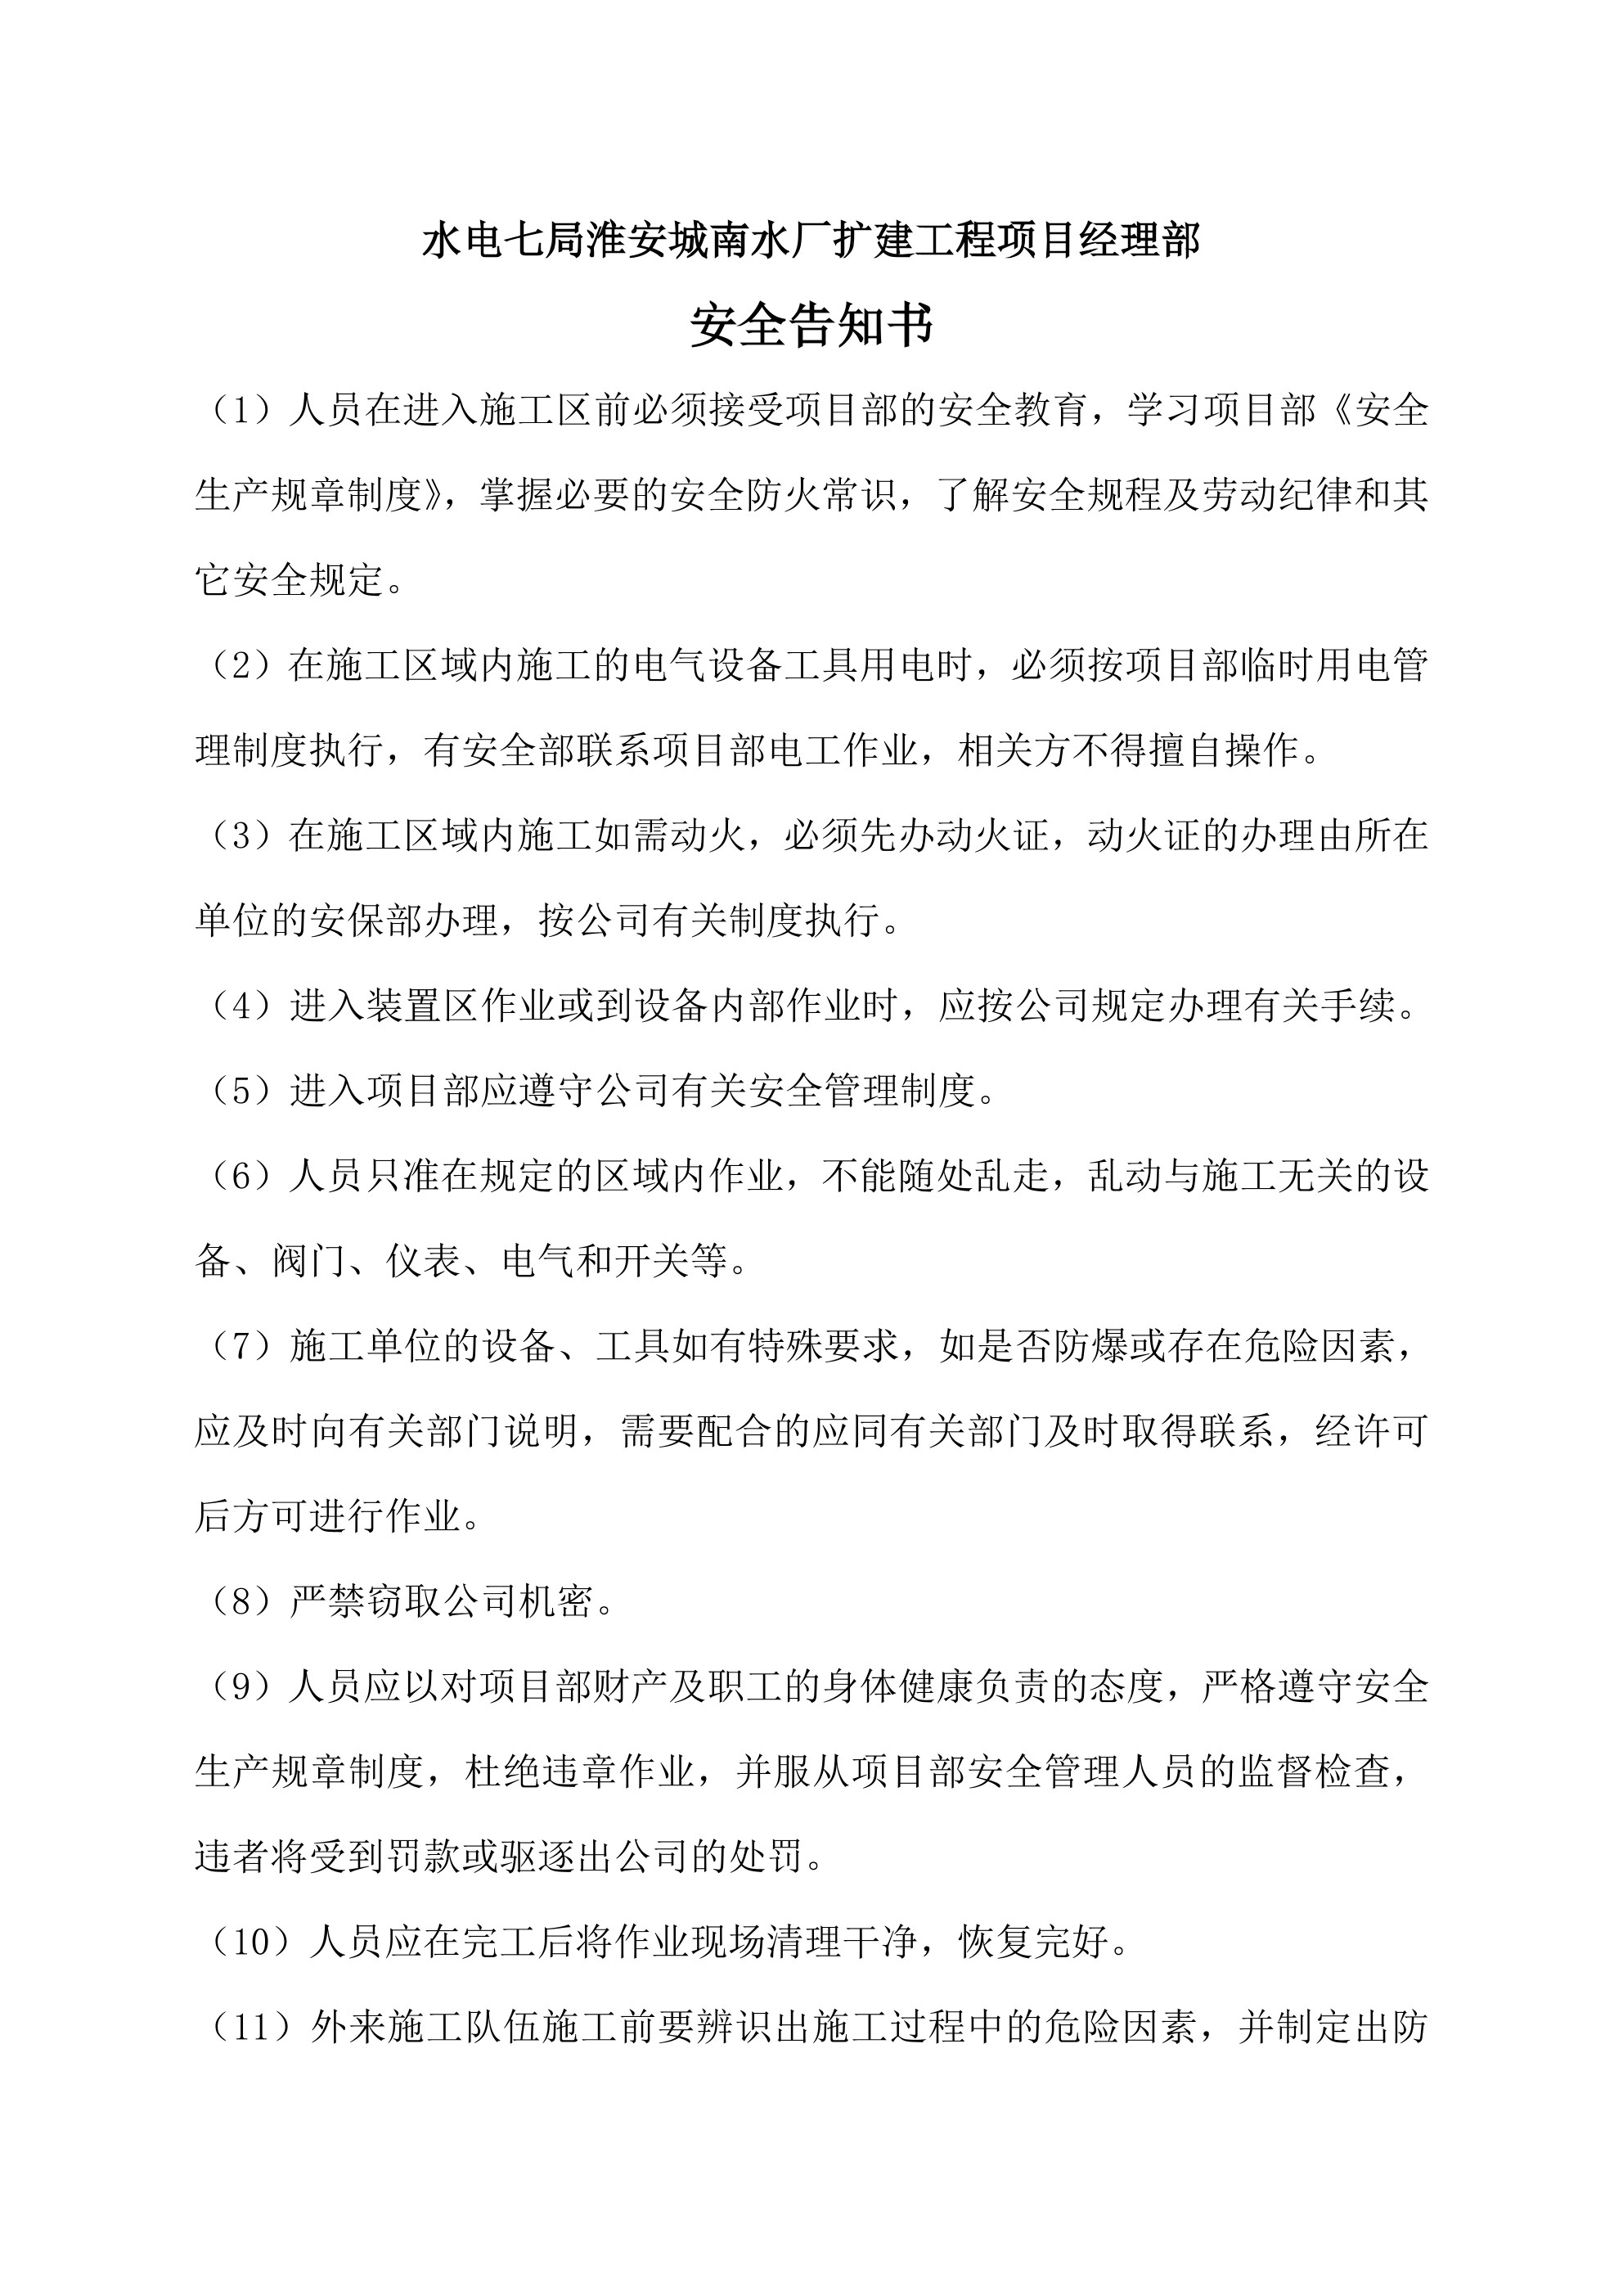 水电七局淮安城南水厂扩建工程项目经理部
安全告知书
（1）人员在进入施工区前必须接受项目部的安全教育，学习项目部《安全
生产规章制度》，掌握必要的安全防火常识，了解安全规程及劳动纪律和其
它安全规定。
（2）在施工区域内施工的电气设备工具用电时，必须按项目部临时用电管
理制度执行，有安全部联系项目部电工作业，相关方不得擅自操作。
（3）在施工区域内施工如需动火，必须先办动火证，动火证的办理由所在
单位的安保部办理，按公司有关制度执行。
（4）进入装置区作业或到设备内部作业时，应按公司规定办理有关手续。
（5）进入项目部应遵守公司有关安全管理制度。
（6）人员只准在规定的区域内作业，不能随处乱走，乱动与施工无关的设
备、阀门、仪表、电气和开关等。
（7）施工单位的设备、工具如有特殊要求，如是否防爆或存在危险因素，
应及时向有关部门说明，需要配合的应同有关部门及时取得联系，经许可
后方可进行作业。
（8）严禁窃取公司机密。
（9）人员应以对项目部财产及职工的身体健康负责的态度，严格遵守安全
生产规章制度，杜绝违章作业，并服从项目部安全管理人员的监督检查，
违者将受到罚款或驱逐出公司的处罚。
（10）人员应在完工后将作业现场清理干净，恢复完好。
（11）外来施工队伍施工前要辨识出施工过程中的危险因素，并制定出防